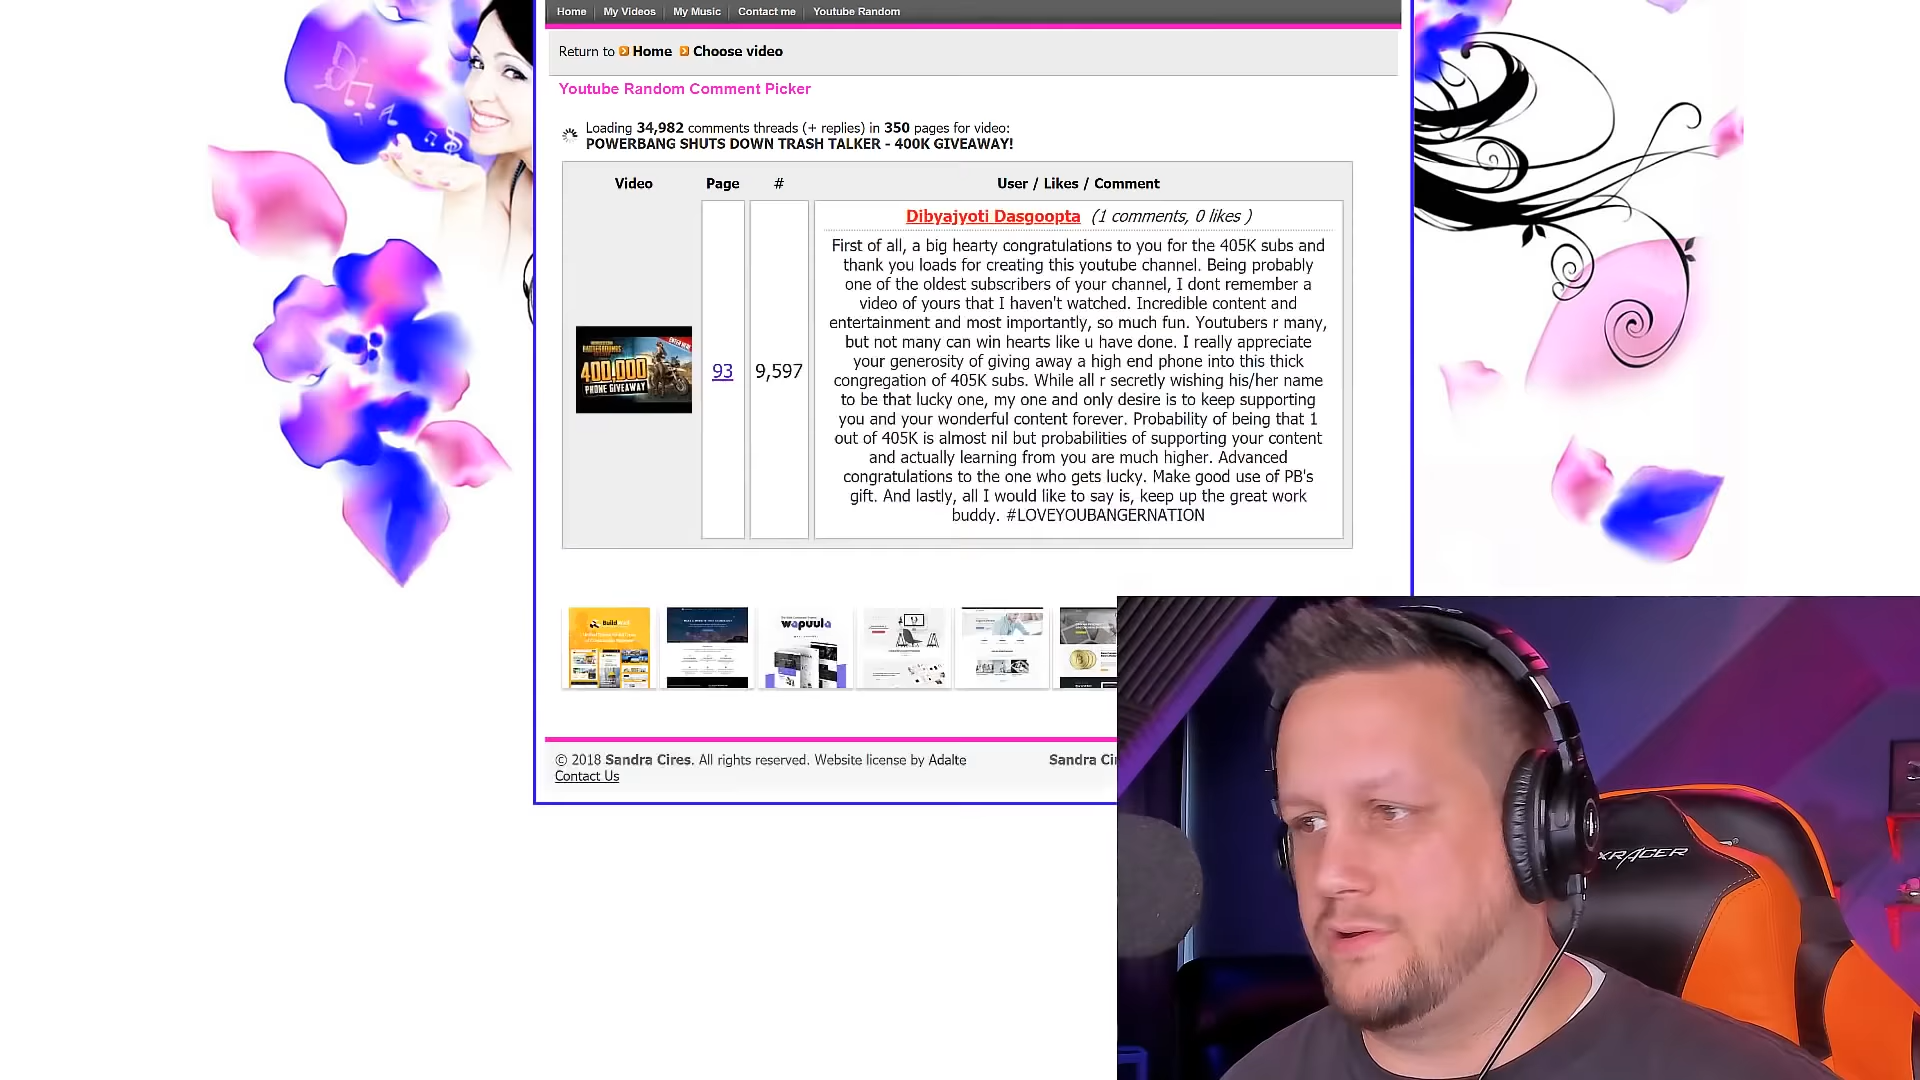 Home My Videos My Music Contact me Youtube Random
Return to Home Choose video
Youtube Random Comment Picker
Loading 34,982 comments threads (+ replies) in 350 pages for video:
POWERBANG SHUTS DOWN TRASH TALKER - 400K GIVEAWAY!
Video Page # User / Likes / Comment
Dibyajyoti Dasgoopta (1 comments, 0 likes )
First of all, a big hearty congratulations to you for the 405K subs and
thank you loads for creating this youtube channel. Being probably
one of the oldest subscribers of your channel, I dont remember a
video of yours that I haven't watched. Incredible content and
entertainment and most importantly, so much fun. Youtubers r many,
but not many can win hearts like u have done. I really appreciate
your generosity of giving away a high end phone into this thick
congregation of 405K subs. While all r secretly wishing his/her name
to be that lucky one, my one and only desire is to keep supporting
you and your wonderful content forever. Probability of being that 1
out of 405K is almost nil but probabilities of supporting your content
and actually learning from you are much higher. Advanced
congratulations to the one who gets lucky. Make good use of PB's
gift. And lastly, all I would like to say is, keep up the great work
buddy. #LOVEYOUBANGERNATION
400,000
PHONE GIVEAWAY
93
9,597
wapuula
© 2018 Sandra Cires. All rights reserved. Website license by Adalte
Sandra Ci
Contact Us
XRACER